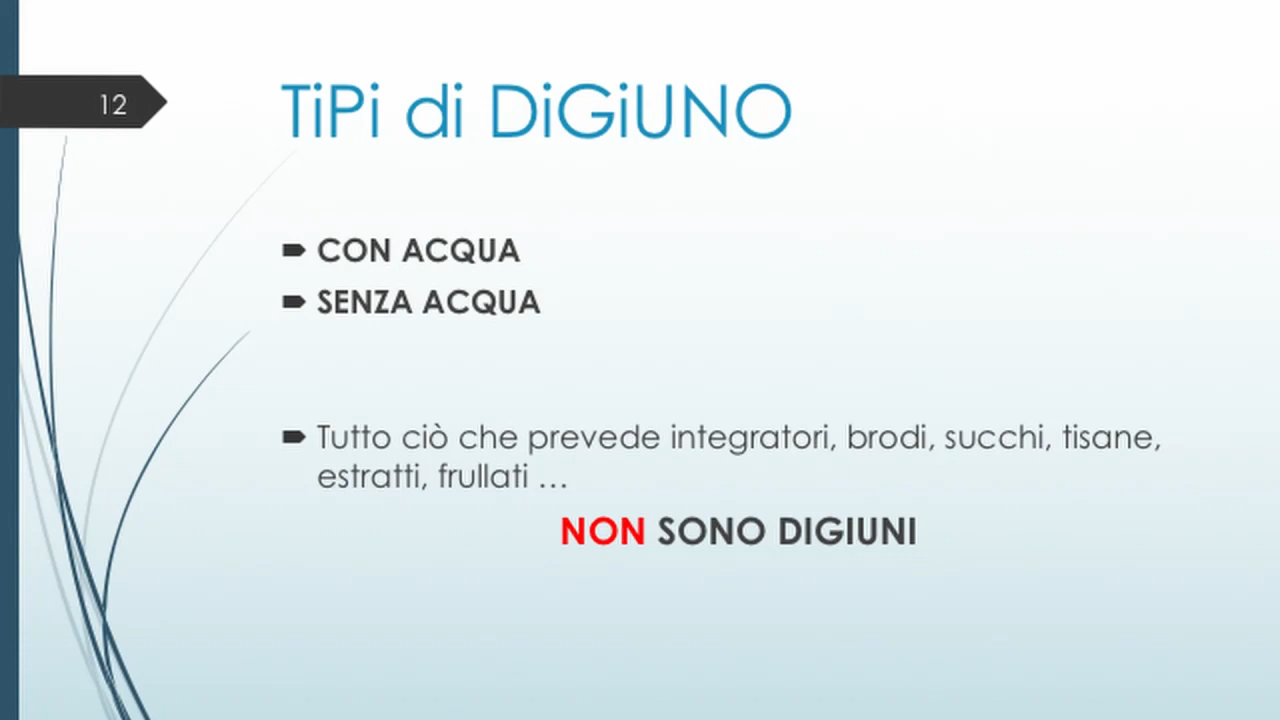 12
TiPi di DiGiUNO
CON ACQUA
SENZA ACQUA
Tutto ciò che prevede integratori, brodi, succhi, tisane,
estratti, frullati …
NON SONO DIGIUNI